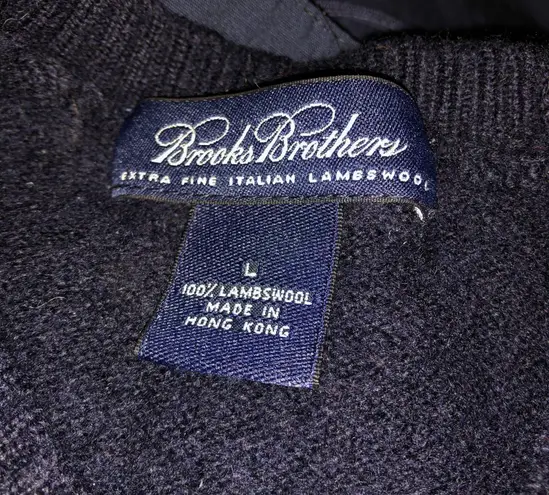 Brooks Brothers
EXTRA FINE ITALIAN LAMBSWOOL
L
100% LAMBSWOOL
MADE IN
HONG KONG